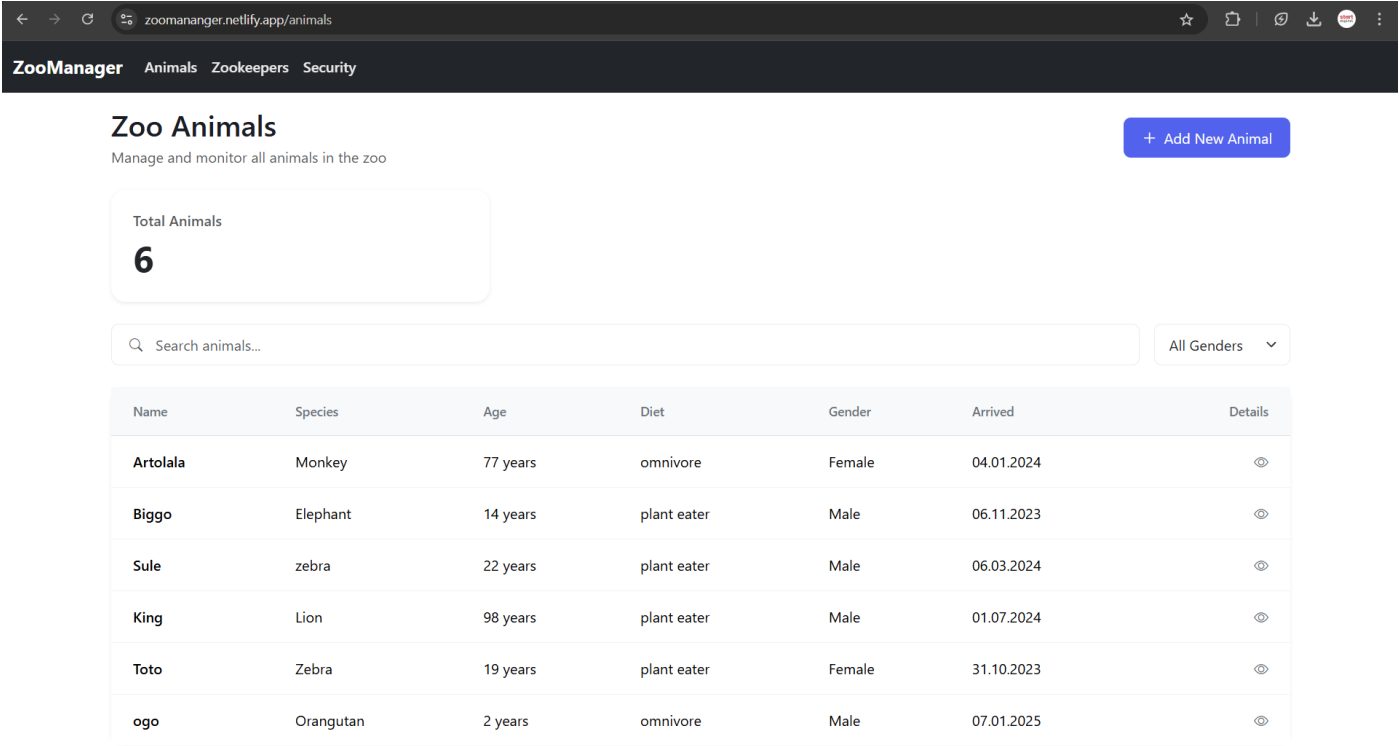 zoomananger.netlify.app/animals
ZooManager Animals Zookeepers Security
Zoo Animals
Manage and monitor all animals in the zoo
+ Add New Animal
Total Animals
6
Search animals...
All Genders
Name Species Age Diet Gender Arrived Details
Artolala Monkey 77 years omnivore Female 04.01.2024
Biggo Elephant 14 years plant eater Male 06.11.2023
Sule zebra 22 years plant eater Male 06.03.2024
King Lion 98 years plant eater Male 01.07.2024
Toto Zebra 19 years plant eater Female 31.10.2023
ogo Orangutan 2 years omnivore Male 07.01.2025